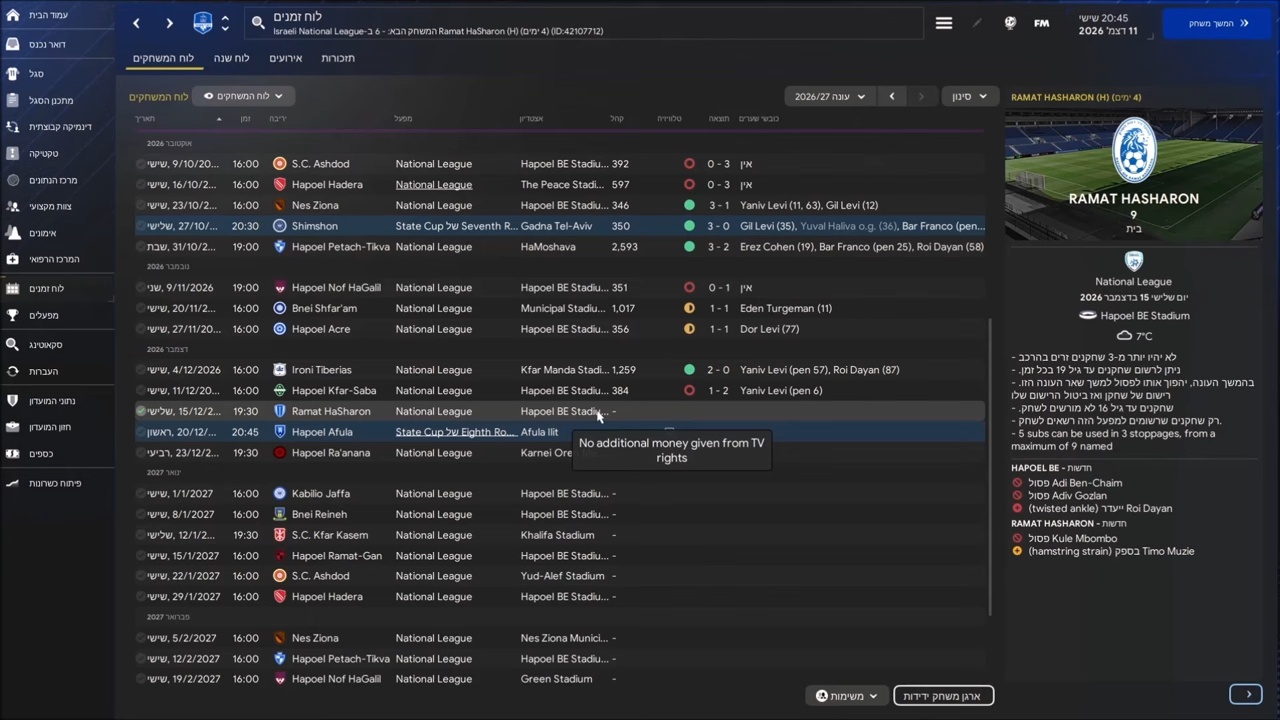 עמוד הבית
דואר נכנס
סגל
מתכנן הסגל
דינמיקה קבוצתית
טקטיקה
מרכז הנתונים
צוות מקצועי
אימונים
המרכז הרפואי
לוח זמנים
מפעלים
סקאוטינג
העברות
נתוני המועדון
חזון המועדון
כספים
פיתוח כשרונות
לוח זמנים
Israeli National League-ב 6 -:המשחק הבא Ramat HaSharon (H) (4 ימים) (ID:42107712)
FM
20:45 שישי
11 דצמ' 2026
המשך משחק
לוח המשחקים
לוח שנה
אירועים
תזכורות
לוח המשחקים
לוח המשחקים
עונה 2026/27
סינון
תאריך זמן יריבה מפעל אצטדיון קהל טלוויזיה תוצאה כובשי שערים
אוקטובר 2026
שישי, 9/10/20... 16:00 S.C. Ashdod National League Hapoel BE Stadiu... 392 0 - 3 אין
שישי, 16/10/2... 16:00 Hapoel Hadera National League The Peace Stadi... 597 0 - 3 אין
שישי, 23/10/2... 16:00 Nes Ziona National League Hapoel BE Stadiu... 346 3 - 1 Yaniv Levi (11, 63), Gil Levi (12)
שלישי, 27/10/... 20:30 Shimshon State Cup של Seventh R... Gadna Tel-Aviv 350 3 - 0 Gil Levi (35), Yuval Haliva o.g. (36), Bar Franco (pen...
שבת, 31/10/2... 19:00 Hapoel Petach-Tikva National League HaMoshava 2,593 3 - 2 Erez Cohen (19), Bar Franco (pen 25), Roi Dayan (58)
נובמבר 2026
שני, 9/11/2026 19:00 Hapoel Nof HaGalil National League Hapoel BE Stadiu... 351 0 - 1 אין
שישי, 20/11/2... 16:00 Bnei Shfar'am National League Municipal Stadiu... 1,017 1 - 1 Eden Turgeman (11)
שישי, 27/11/20... 16:00 Hapoel Acre National League Hapoel BE Stadiu... 356 1 - 1 Dor Levi (77)
דצמבר 2026
שישי, 4/12/2026 16:00 Ironi Tiberias National League Kfar Manda Stadi... 1,259 2 - 0 Yaniv Levi (pen 57), Roi Dayan (87)
שישי, 11/12/20... 16:00 Hapoel Kfar-Saba National League Hapoel BE Stadiu... 384 1 - 2 Yaniv Levi (pen 6)
שלישי, 15/12/2... 19:30 Ramat HaSharon National League Hapoel BE Stadiu... -
ראשון, 20/12/... 20:45 Hapoel Afula State Cup של Eighth Ro... Afula Ilit
רביעי, 23/12/... 19:30 Hapoel Ra'anana National League Karnei Oren
No additional money given from TV
rights
ינואר 2027
שישי, 1/1/2027 16:00 Kabilio Jaffa National League Hapoel BE Stadiu... -
שישי, 8/1/2027 16:00 Bnei Reineh National League Hapoel BE Stadiu... -
שלישי, 12/1/2... 19:30 S.C. Kfar Kasem National League Khalifa Stadium -
שישי, 15/1/2027 16:00 Hapoel Ramat-Gan National League Hapoel BE Stadiu... -
שישי, 22/1/2027 16:00 S.C. Ashdod National League Yud-Alef Stadium -
שישי, 29/1/2027 16:00 Hapoel Hadera National League Hapoel BE Stadiu... -
פברואר 2027
שישי, 5/2/2027 16:00 Nes Ziona National League Nes Ziona Munici... -
שישי, 12/2/2027 16:00 Hapoel Petach-Tikva National League Hapoel BE Stadiu... -
שישי, 19/2/2027 16:00 Hapoel Nof HaGalil National League Green Stadium -
משימות
ארגן משחק ידידות
RAMAT HASHARON (H) (4 ימים)
RAMAT HASHARON
9
בית
National League
יום שלישי 15 בדצמבר 2026
Hapoel BE Stadium
7°C
- לא יהיו יותר מ-3 שחקנים זרים בהרכב
- ניתן לרשום שחקנים עד גיל 19 בכל זמן.
- רישום של שחקן ואז ביטול הרישום שלו בהמשך העונה, יהפוך אותו לפסול למשך שאר העונה הזו.
- שחקנים עד גיל 16 לא מורשים לשחק.
- רק שחקנים שרשומים למפעל הזה רשאים לשחק.
- 5 subs can be used in 3 stoppages, from a
maximum of 9 named
HAPOEL BE - חדשות
Adi Ben-Chaim פסול
Adiv Gozlan פסול
Roi Dayan ייעדר (twisted ankle)
RAMAT HASHARON - חדשות
Kule Mbombo פסול
Timo Muzie בספק (hamstring strain)